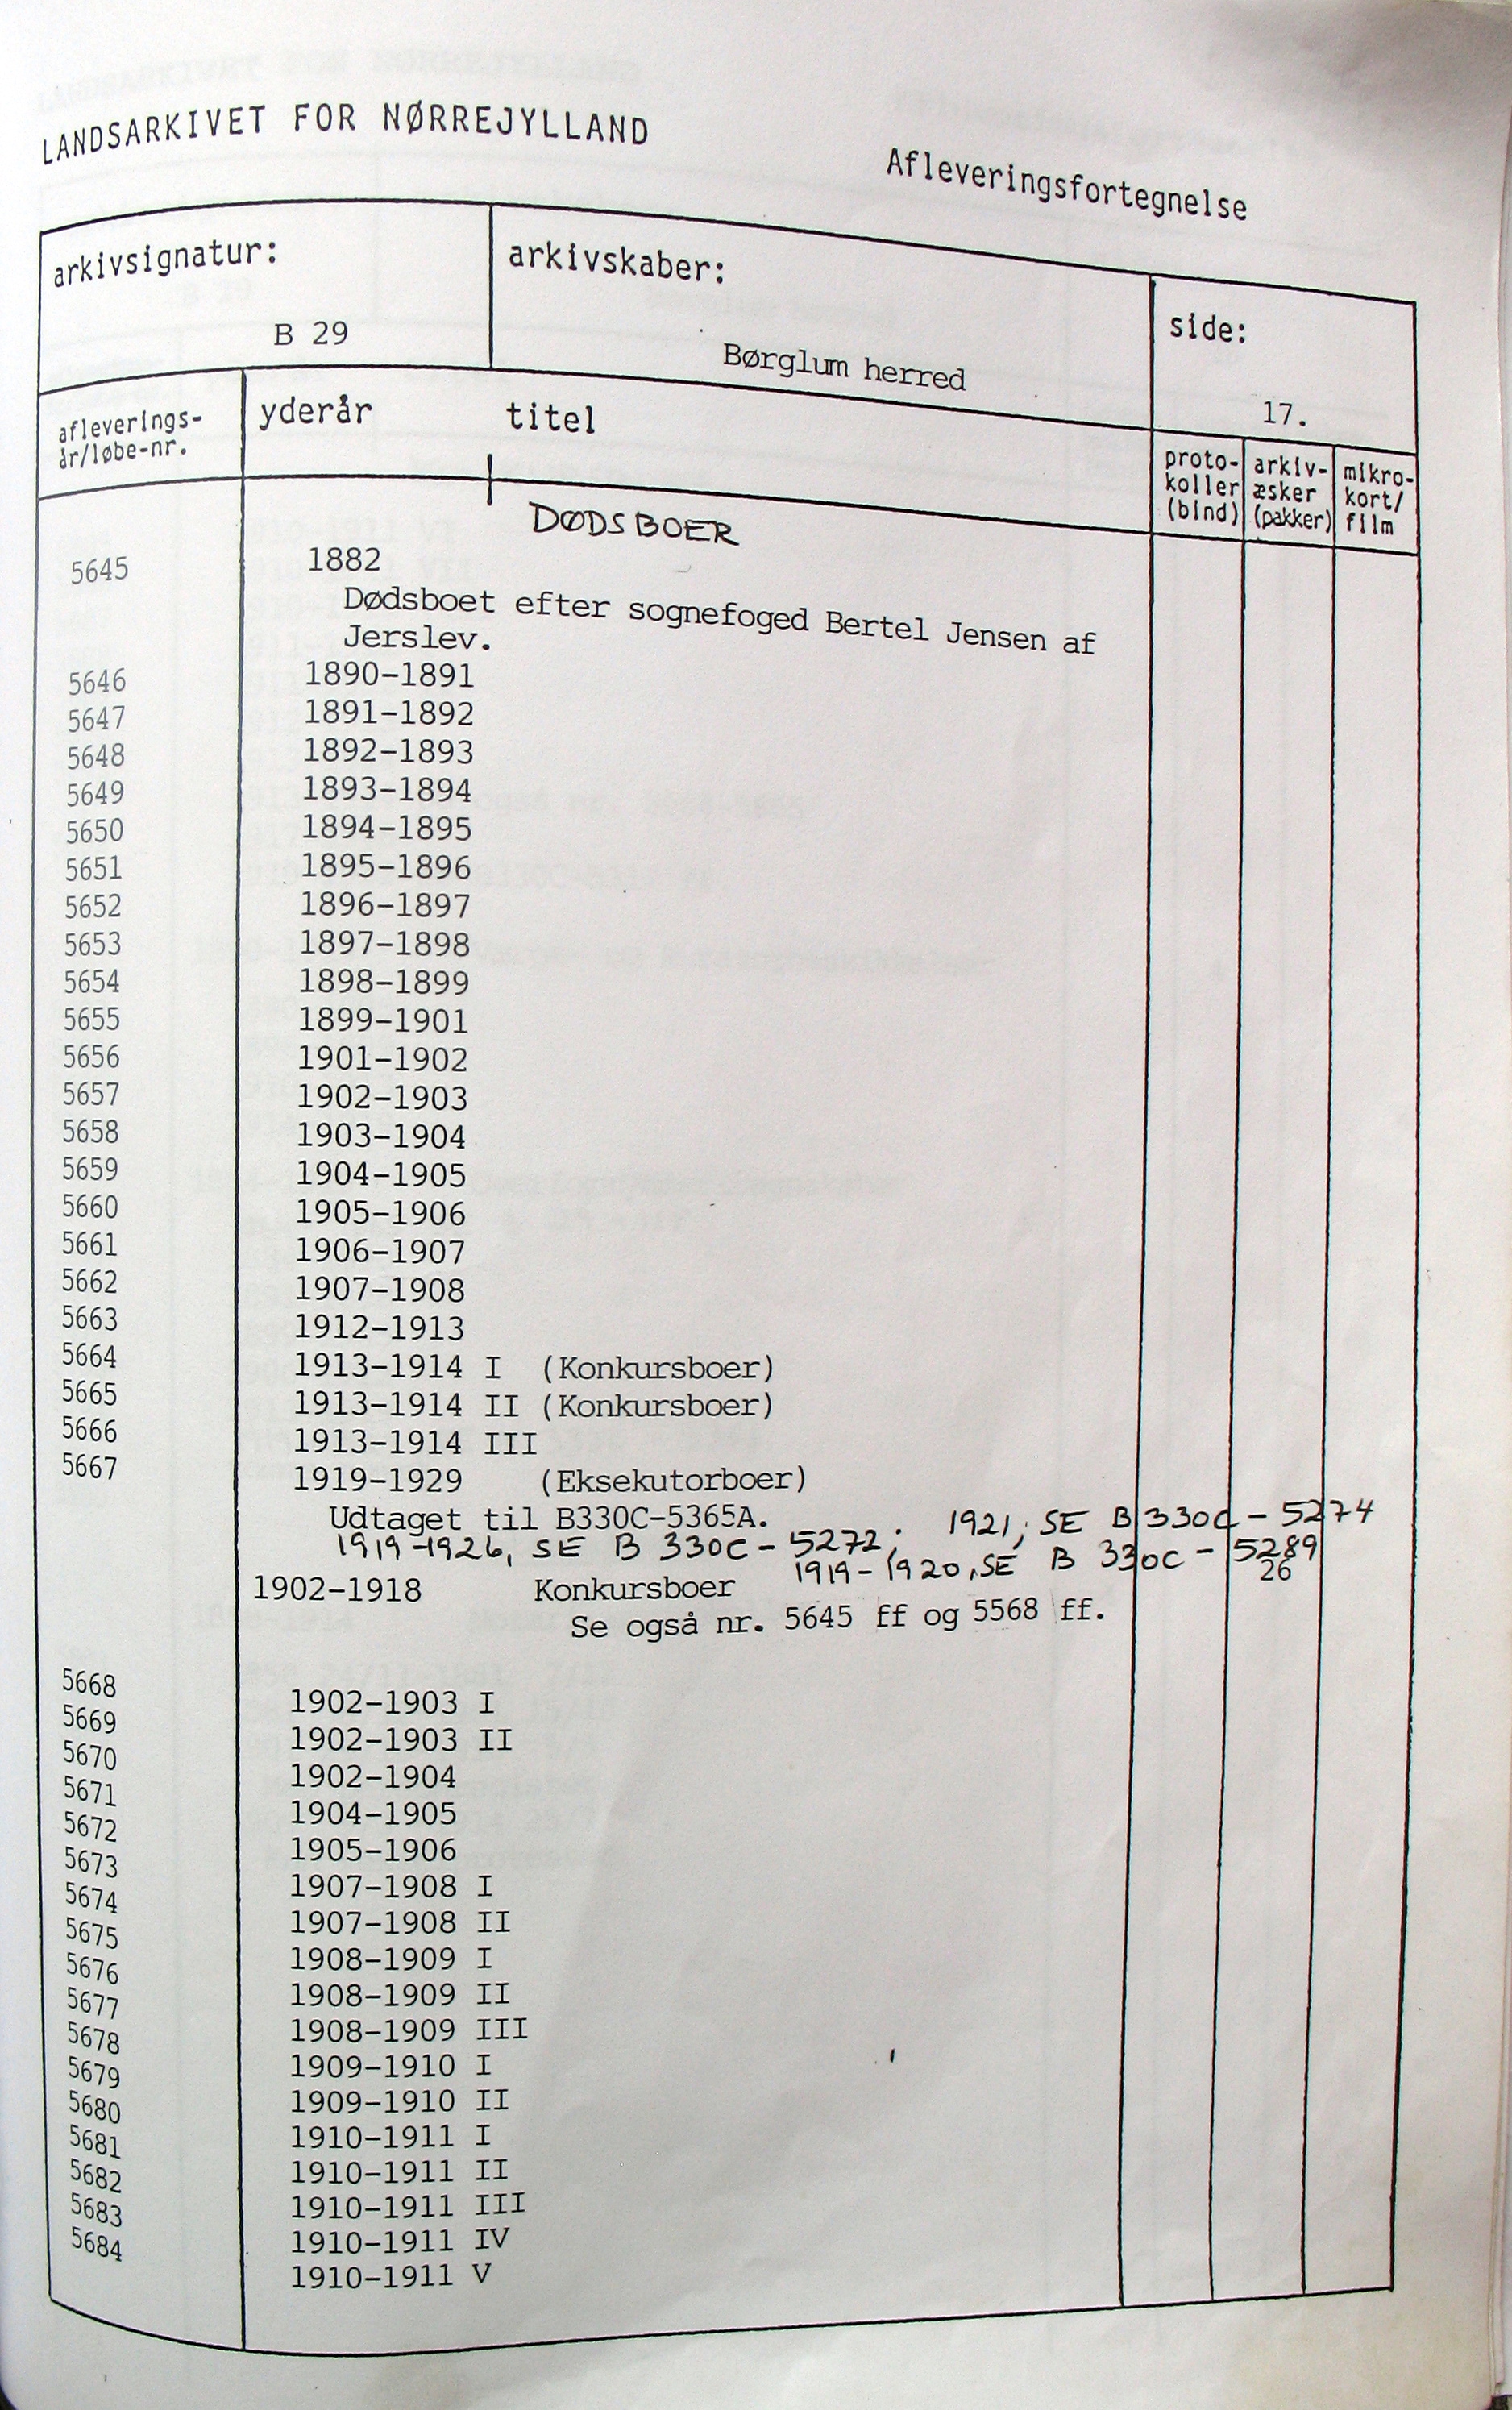 LANDSARKIVET FOR NØRREJYLLAND
Afleveringsfortegnelse
arkivsignatur:
B 29
arkivskaber:
Børglum herred
side:
17.
afleverings-
år/løbe-nr.
yderår
titel
proto-
koller
(bind)
arkiv-
æsker
(pakker)
mikro-
kort/
film
DØDSBOER
5645 1882
Dødsboet efter sognefoged Bertel Jensen af
Jerslev.
5646 1890-1891
5647 1891-1892
5648 1892-1893
5649 1893-1894
5650 1894-1895
5651 1895-1896
5652 1896-1897
5653 1897-1898
5654 1898-1899
5655 1899-1901
5656 1901-1902
5657 1902-1903
5658 1903-1904
5659 1904-1905
5660 1905-1906
5661 1906-1907
5662 1907-1908
5663 1912-1913
5664 1913-1914 I (Konkursboer)
5665 1913-1914 II (Konkursboer)
5666 1913-1914 III
5667 1919-1929 (Eksekutorboer)
Udtaget til B330C-5365A. 1921, SE B 330C - 5274
1919-1926, SE B 330C - 5272; 1919-1920, SE B 330C - 5289
1902-1918 Konkursboer 26
Se også nr. 5645 ff og 5568 ff.
5668 1902-1903 I
5669 1902-1903 II
5670 1902-1904
5671 1904-1905
5672 1905-1906
5673 1907-1908 I
5674 1907-1908 II
5675 1908-1909 I
5676 1908-1909 II
5677 1908-1909 III
5678 1909-1910 I
5679 1909-1910 II
5680 1910-1911 I
5681 1910-1911 II
5682 1910-1911 III
5683 1910-1911 IV
5684 1910-1911 V